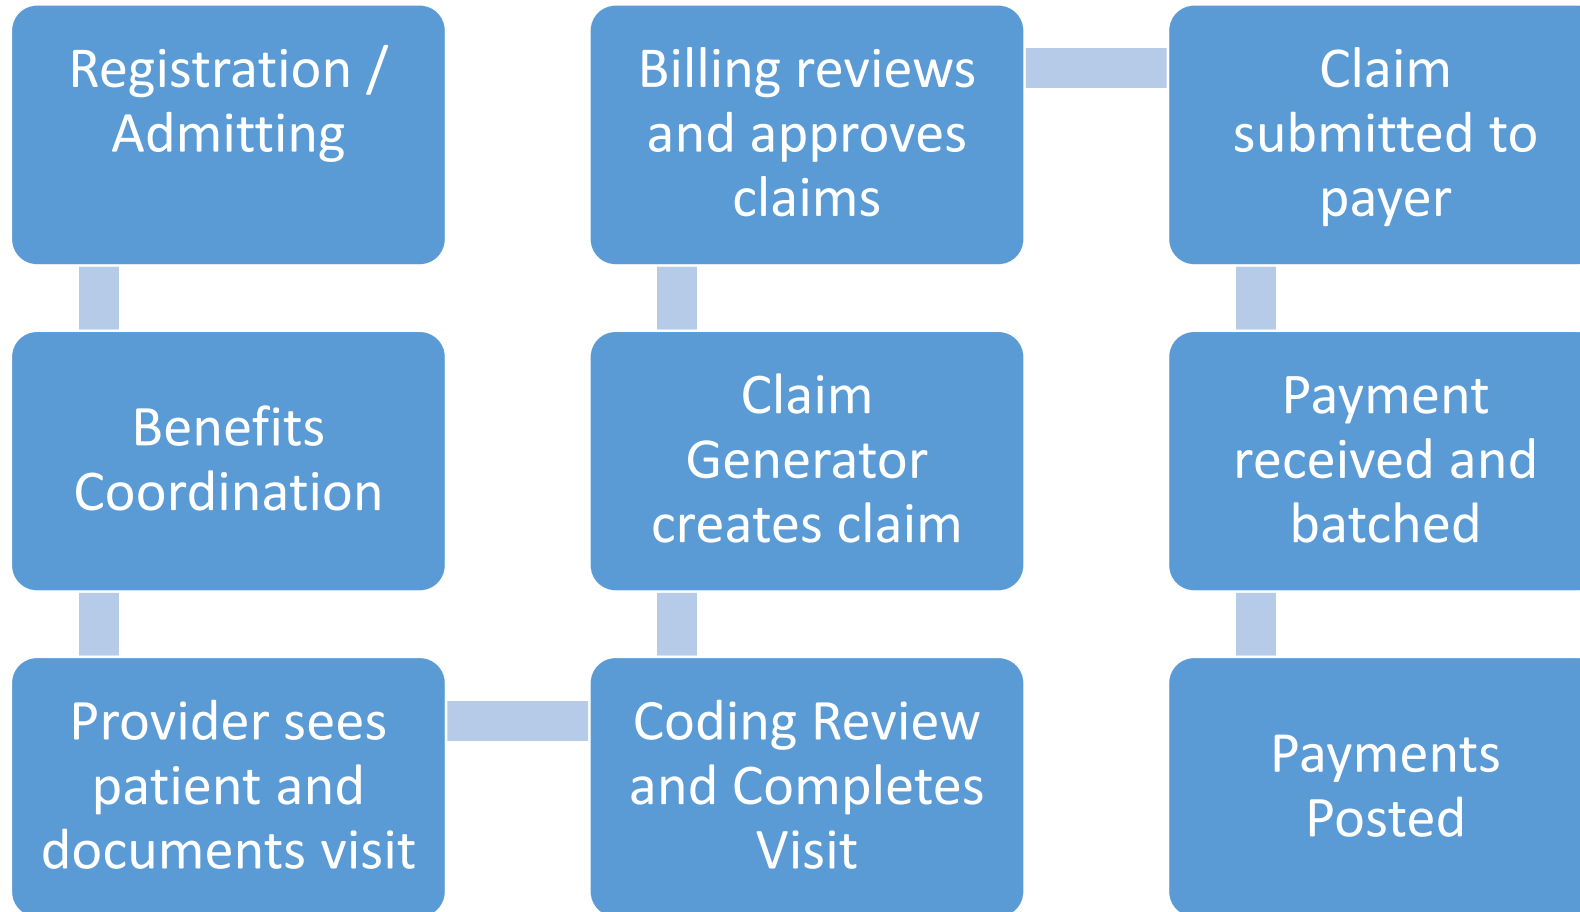 Registration /
Admitting
Benefits
Coordination
Provider sees
patient and
documents visit
Coding Review
and Completes
Visit
Claim
Generator
creates claim
Billing reviews
and approves
claims
Claim
submitted to
payer
Payment
received and
batched
Payments
Posted